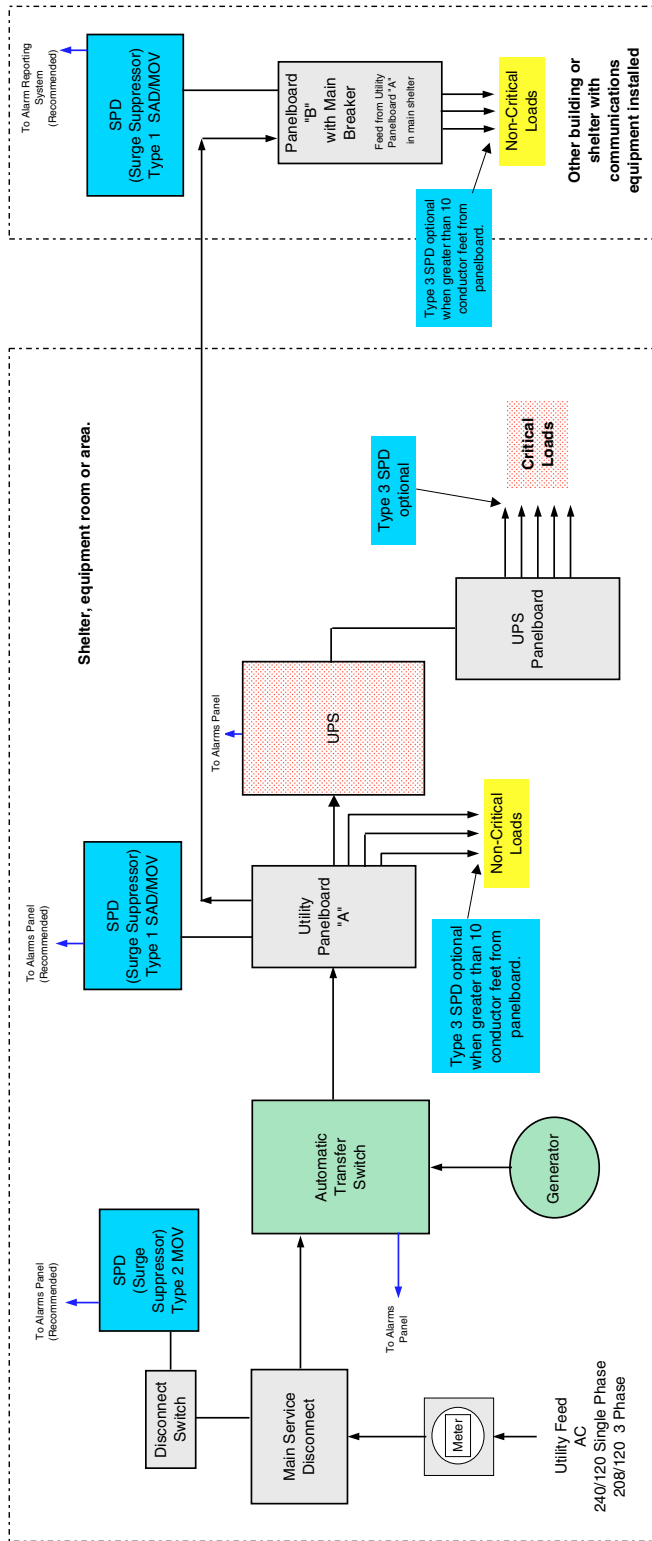 To Alarms Panel
(Recommended)
SPD
(Surge
Suppressor)
Type 2 MOV
Disconnect
Switch
Main Service
Disconnect
Meter
Utility Feed
AC
240/120 Single Phase
208/120 3 Phase
Automatic
Transfer
Switch
To Alarms
Panel
Generator
To Alarms Panel
(Recommended)
SPD
(Surge Suppressor)
Type 1 SAD/MOV
Utility
Panelboard
"A"
Type 3 SPD optional
when greater than 10
conductor feet from
panelboard.
Non-Critical
Loads
Shelter, equipment room or area.
To Alarms Panel
UPS
UPS
Panelboard
Type 3 SPD
optional
Critical
Loads
To Alarm Reporting
System
(Recommended)
SPD
(Surge Suppressor)
Type 1 SAD/MOV
Panelboard
"B"
with Main
Breaker
Feed from Utility
Panelboard "A"
in main shelter
Type 3 SPD optional
when greater than 10
conductor feet from
panelboard.
Non-Critical
Loads
Other building or
shelter with
communications
equipment installed